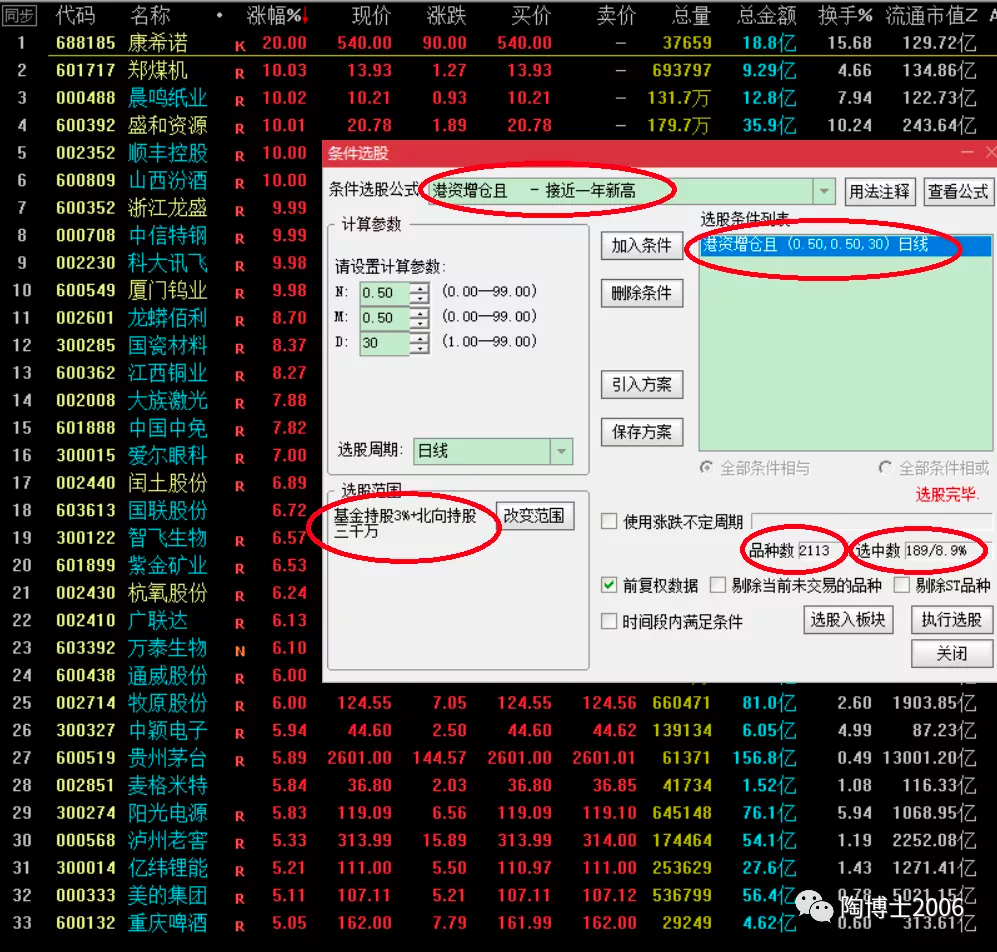 同步 代码 名称 • 涨幅%↓ 现价 涨跌 买价 卖价 总量 总金额 换手% 流通市值Z
1 688185 康希诺 K 20.00 540.00 90.00 540.00 – 37659 18.8亿 15.68 129.72亿
2 601717 郑煤机 R 10.03 13.93 1.27 13.93 – 693797 9.29亿 4.66 134.86亿
3 000488 晨鸣纸业 R 10.02 10.21 0.93 10.21 – 131.7万 12.8亿 7.94 122.73亿
4 600392 盛和资源 R 10.01 20.78 1.89 20.78 – 179.7万 35.9亿 10.24 243.64亿
5 002352 顺丰控股 R 10.00
6 600809 山西汾酒 R 10.00
7 600352 浙江龙盛 R 9.99
8 000708 中信特钢 R 9.99
9 002230 科大讯飞 R 9.98
10 600549 厦门钨业 R 9.98
11 002601 龙蟒佰利 R 8.70
12 300285 国瓷材料 R 8.37
13 600362 江西铜业 R 8.27
14 002008 大族激光 R 7.88
15 601888 中国中免 R 7.82
16 300015 爱尔眼科 R 7.00
17 002440 闰土股份 R 6.89
18 603613 国联股份 6.72
19 300122 智飞生物 R 6.57
20 601899 紫金矿业 R 6.53
21 002430 杭氧股份 R 6.24
22 002410 广联达 R 6.13
23 603392 万泰生物 N 6.10
24 600438 通威股份 R 6.00
25 002714 牧原股份 R 6.00 124.55 7.05 124.55 124.56 660471 81.0亿 2.60 1903.85亿
26 300327 中颖电子 R 5.94 44.60 2.50 44.60 44.62 139134 6.05亿 4.99 87.23亿
27 600519 贵州茅台 R 5.89 2601.00 144.57 2601.00 2601.01 61371 156.8亿 0.49 13001.20亿
28 002851 麦格米特 5.84 36.80 2.03 36.80 36.85 41734 1.52亿 1.08 116.33亿
29 300274 阳光电源 R 5.83 119.09 6.56 119.09 119.10 645148 76.1亿 5.94 1068.95亿
30 000568 泸州老窖 R 5.33 313.99 15.89 313.99 314.00 174464 54.1亿 1.19 2252.08亿
31 300014 亿纬锂能 R 5.21 111.00 5.50 110.97 111.00 253629 27.6亿 1.43 1271.41亿
32 000333 美的集团 R 5.11 107.11 5.21 107.11 107.12 536799 56.4亿 0.78 5021.15亿
33 600132 重庆啤酒 R 5.05 162.00 7.79 161.99 162.00 29249 4.62亿 0.60 313.61亿
条件选股
条件选股公式 港资增仓且 - 接近一年新高 用法注释 查看公式
计算参数
请设置计算参数:
N: 0.50 (0.00—99.00)
M: 0.50 (0.00—99.00)
D: 30 (1.00—99.00)
选股周期: 日线
选股范围
基金持股3%+北向持股
三千万
改变范围
加入条件
删除条件
引入方案
保存方案
选股条件列表
港资增仓且 (0.50,0.50,30) 日线
全部条件相与 全部条件相或
选股完毕.
使用涨跌不定周期
品种数 2113 选中数 189/8.9%
前复权数据 剔除当前未交易的品种 剔除ST品种
时间段内满足条件 选股入板块 执行选股
关闭
陶博士2006